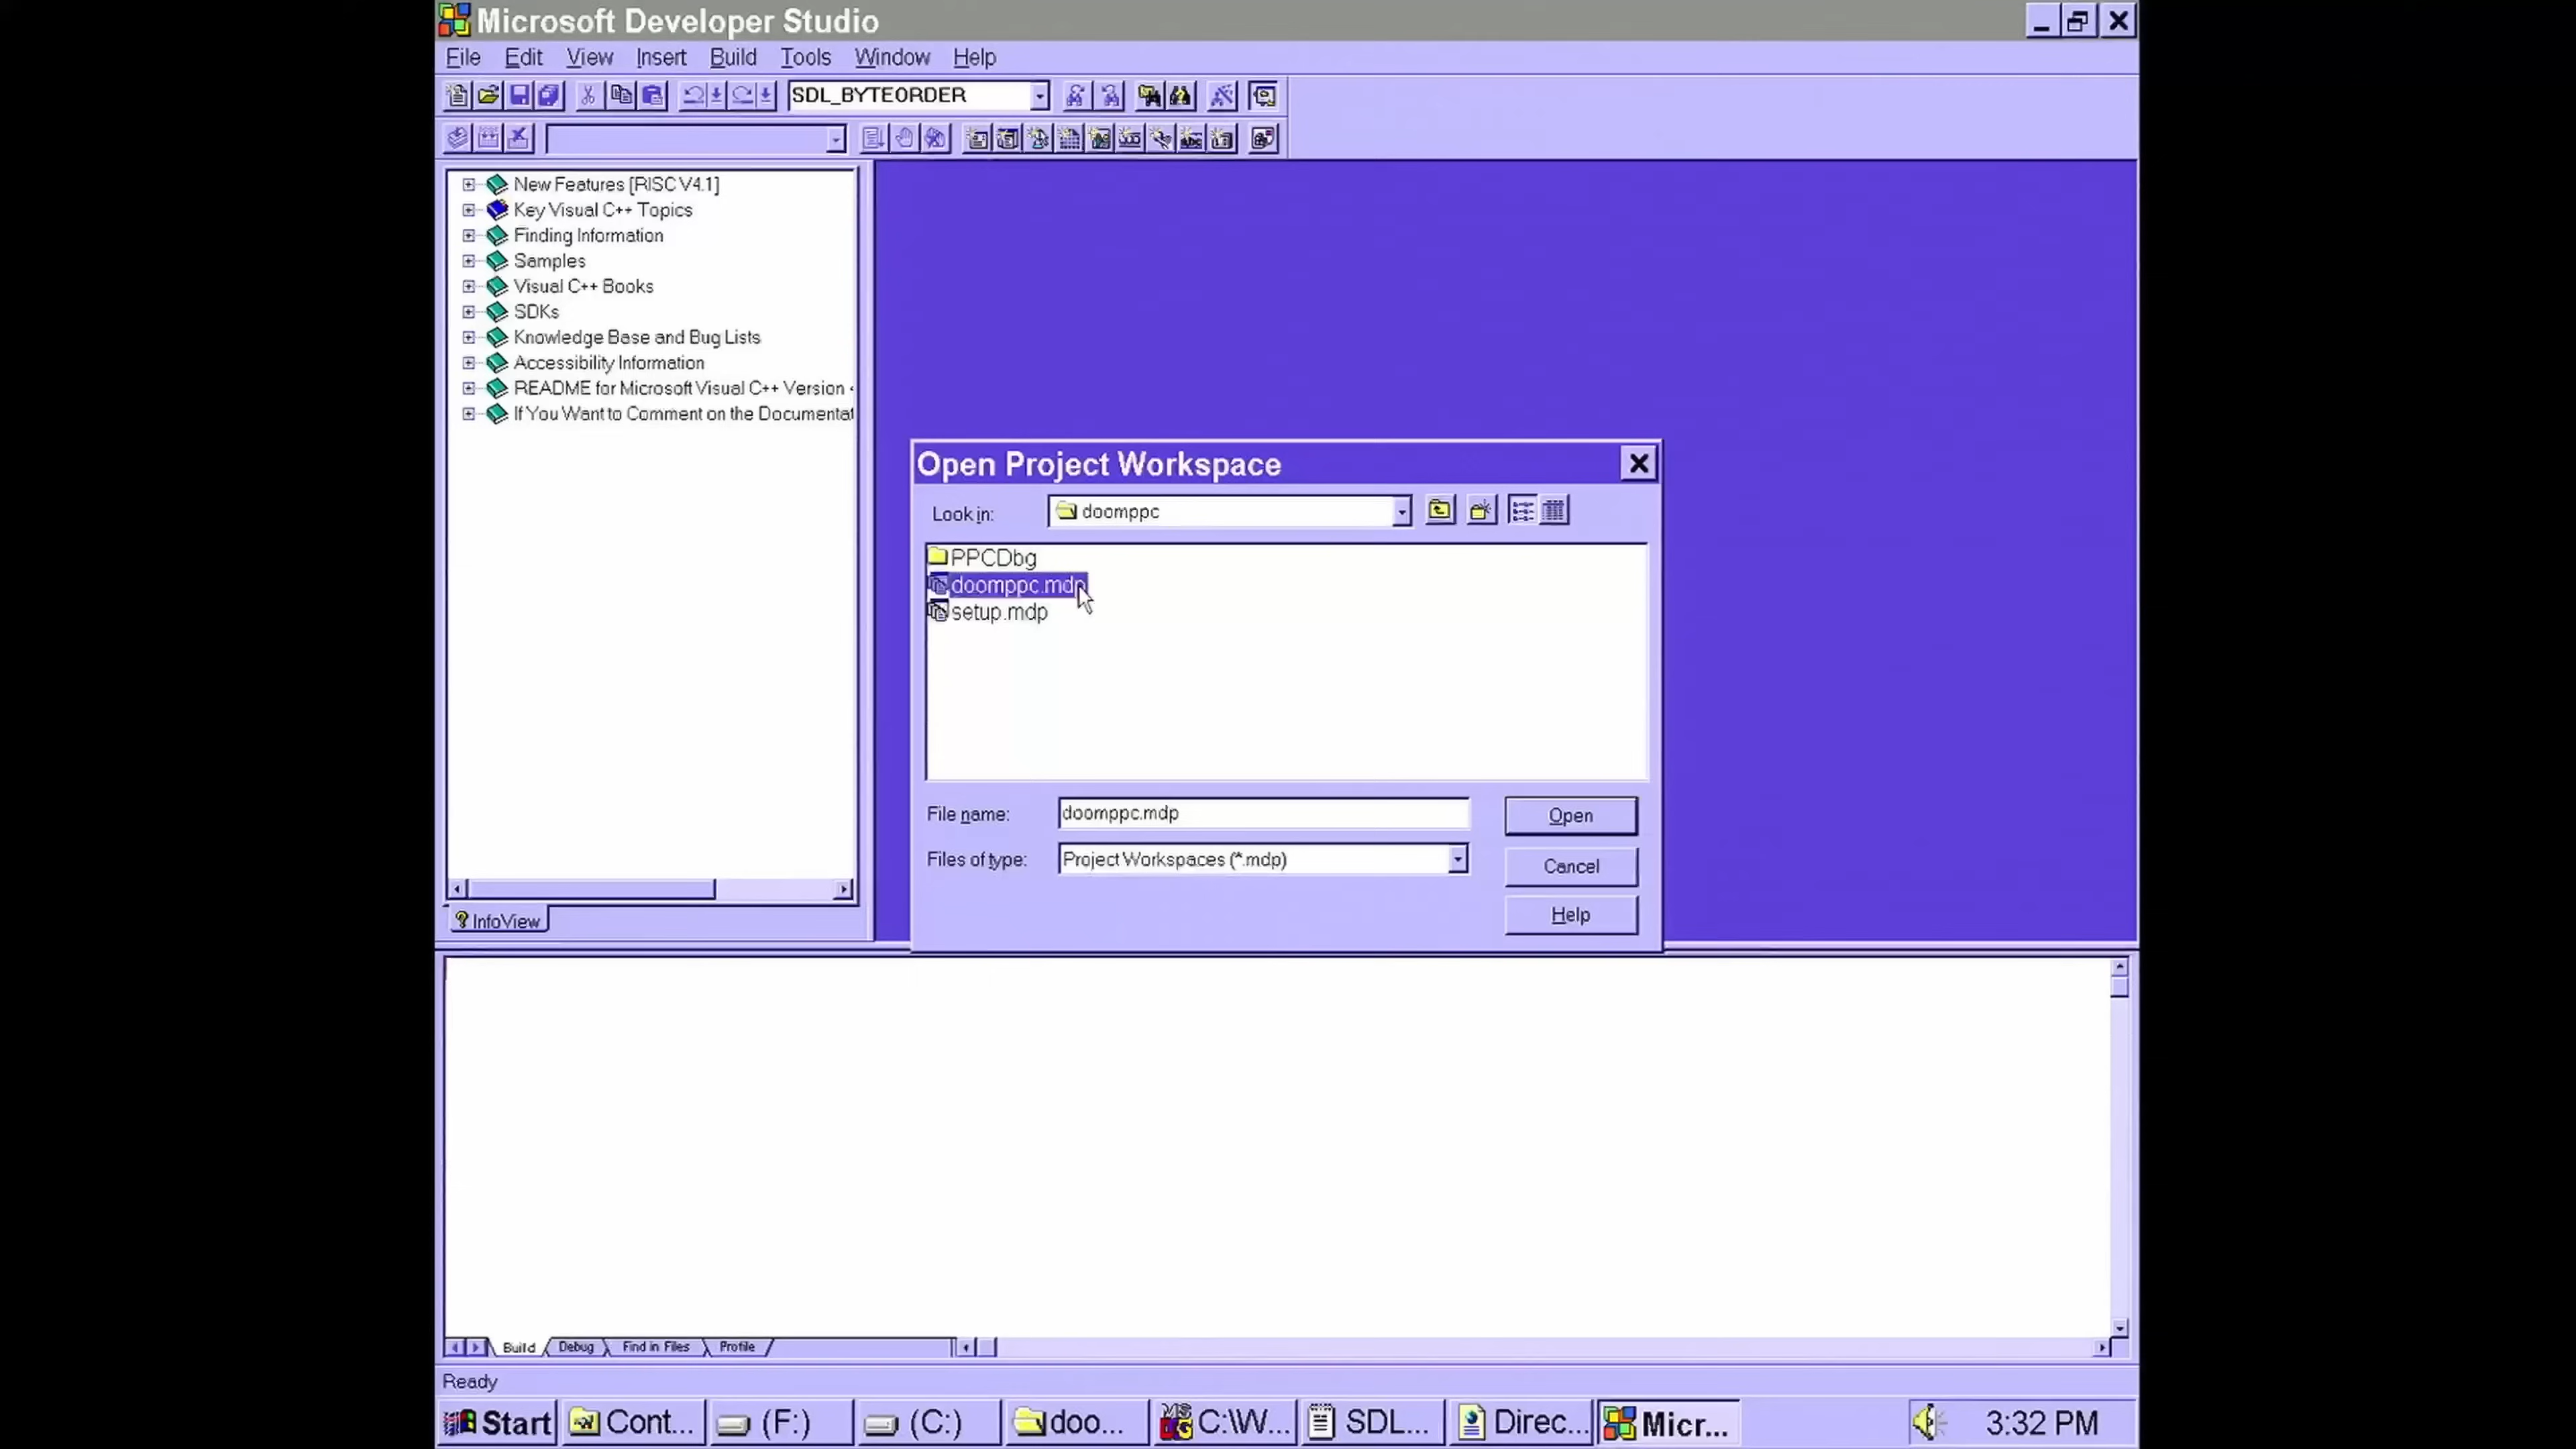 Microsoft Developer Studio
File Edit View Insert Build Tools Window Help
SDL_BYTEORDER
New Features [RISC V4.1]
Key Visual C++ Topics
Finding Information
Samples
Visual C++ Books
SDKs
Knowledge Base and Bug Lists
Accessibility Information
README for Microsoft Visual C++ Version
If You Want to Comment on the Documentat
InfoView
Open Project Workspace
Look in: doomppc
PPCDbg
doomppc.mdp
setup.mdp
File name: doomppc.mdp Open
Files of type: Project Workspaces (*.mdp) Cancel
Help
Build Debug Find in Files Profile
Ready
Start Cont... (F:) (C:) doo... C:\W... SDL... Direc... Micr... 3:32 PM